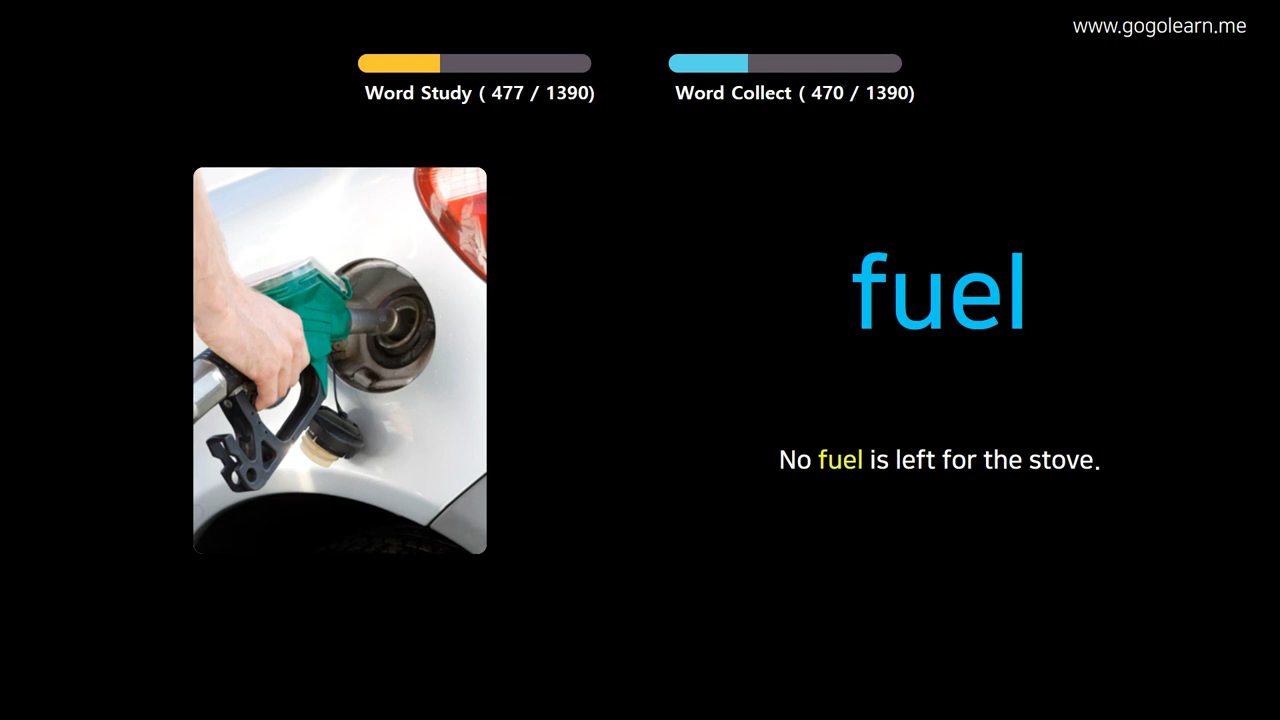 www.gogolearn.me
Word Study ( 477 / 1390)
Word Collect ( 470 / 1390)
fuel
No fuel is left for the stove.